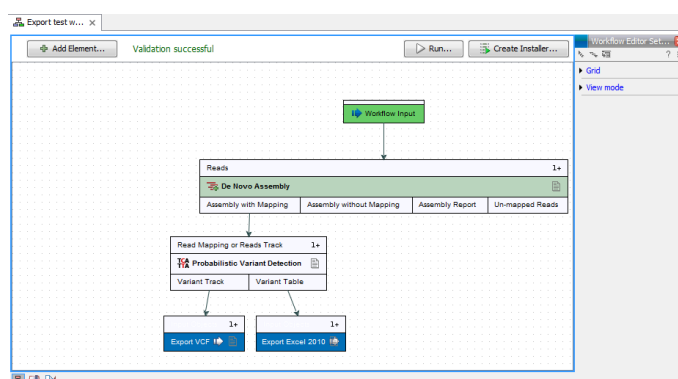 Export test w...
Workflow Editor Set...
Add Element...
Validation successful
Run...
Create Installer...
?
Grid
View mode
Workflow Input
Reads 1+
De Novo Assembly
Assembly with Mapping Assembly without Mapping Assembly Report Un-mapped Reads
Read Mapping or Reads Track 1+
Probabilistic Variant Detection
Variant Track Variant Table
1+ 1+
Export VCF Export Excel 2010